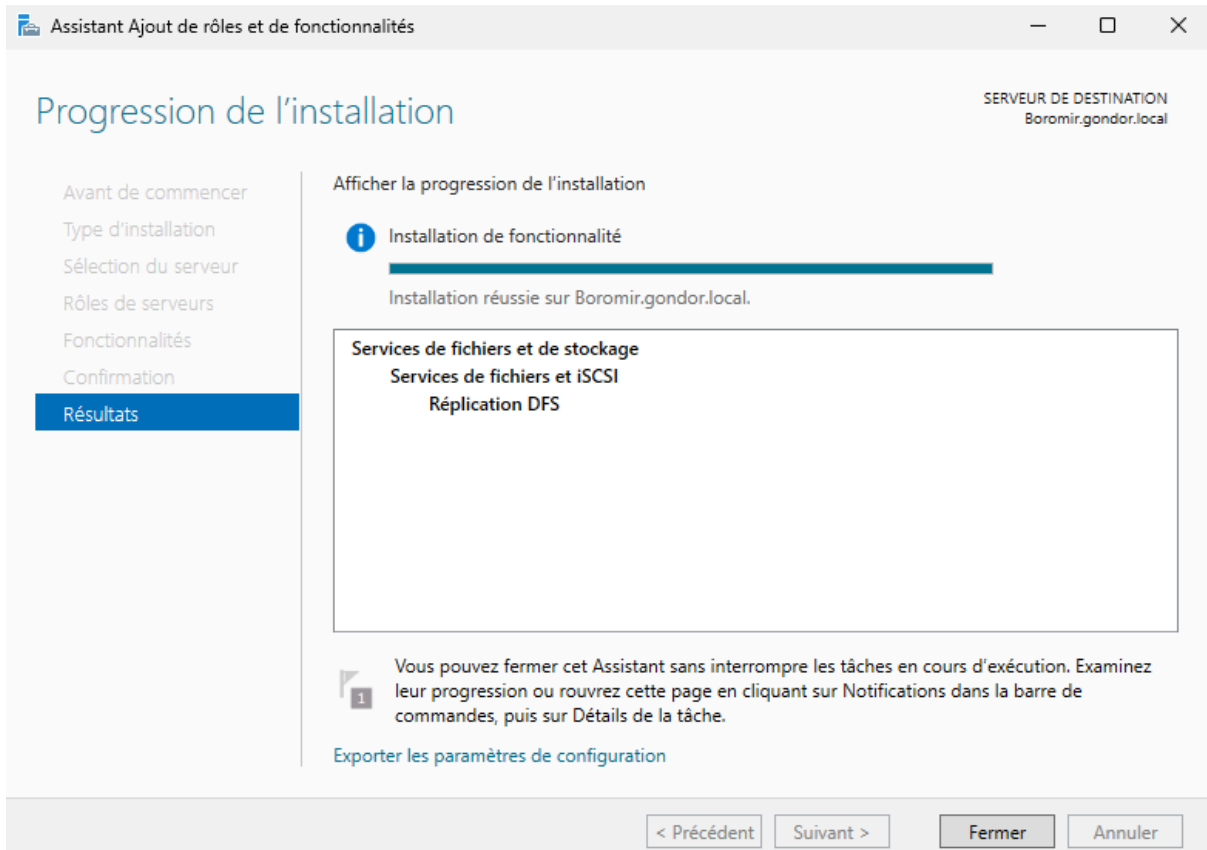 Assistant Ajout de rôles et de fonctionnalités
Progression de l'installation
SERVEUR DE DESTINATION
Boromir.gondor.local
Avant de commencer
Type d'installation
Sélection du serveur
Rôles de serveurs
Fonctionnalités
Confirmation
Résultats
Afficher la progression de l'installation
Installation de fonctionnalité
Installation réussie sur Boromir.gondor.local.
Services de fichiers et de stockage
Services de fichiers et iSCSI
Réplication DFS
1
Vous pouvez fermer cet Assistant sans interrompre les tâches en cours d'exécution. Examinez
leur progression ou rouvrez cette page en cliquant sur Notifications dans la barre de
commandes, puis sur Détails de la tâche.
Exporter les paramètres de configuration
< Précédent
Suivant >
Fermer
Annuler